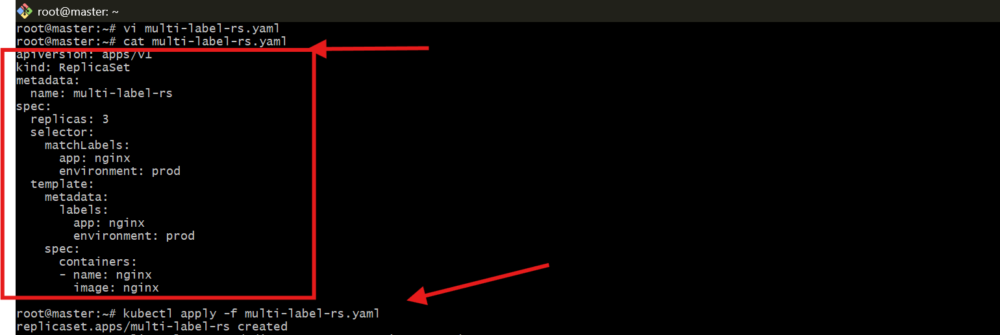 root@master: ~
root@master:~# vi multi-label-rs.yaml
root@master:~# cat multi-label-rs.yaml
apiVersion: apps/v1
kind: ReplicaSet
metadata:
  name: multi-label-rs
spec:
  replicas: 3
  selector:
    matchLabels:
      app: nginx
      environment: prod
  template:
    metadata:
      labels:
        app: nginx
        environment: prod
    spec:
      containers:
      - name: nginx
        image: nginx
root@master:~# kubectl apply -f multi-label-rs.yaml
replicaset.apps/multi-label-rs created